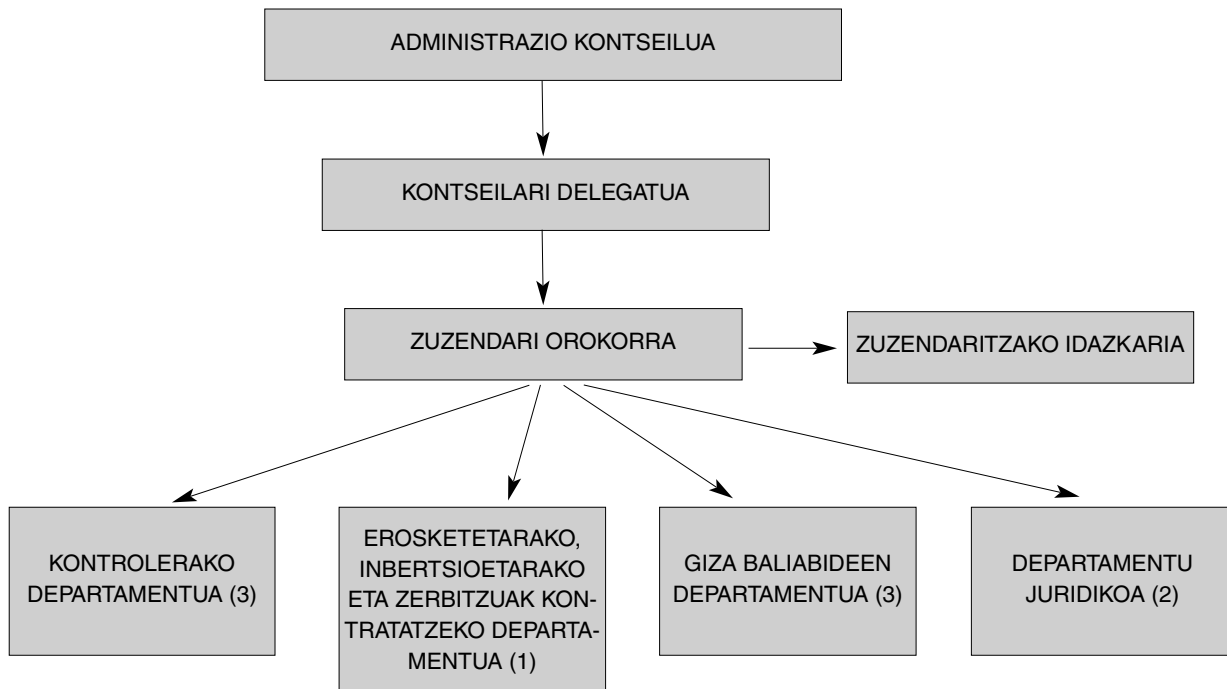 ADMINISTRAZIO KONTSEILUA
KONTSEILARI DELEGATUA
ZUZENDARI OROKORRA
ZUZENDARITZAKO IDAZKARIA
KONTROLERAKO
DEPARTAMENTUA (3)
EROSKETETARAKO,
INBERTSIOETARAKO
ETA ZERBITZUAK KON-
TRATATZEKO DEPARTA-
MENTUA (1)
GIZA BALIABIDEEN
DEPARTAMENTUA (3)
DEPARTAMENTU
JURIDIKOA (2)